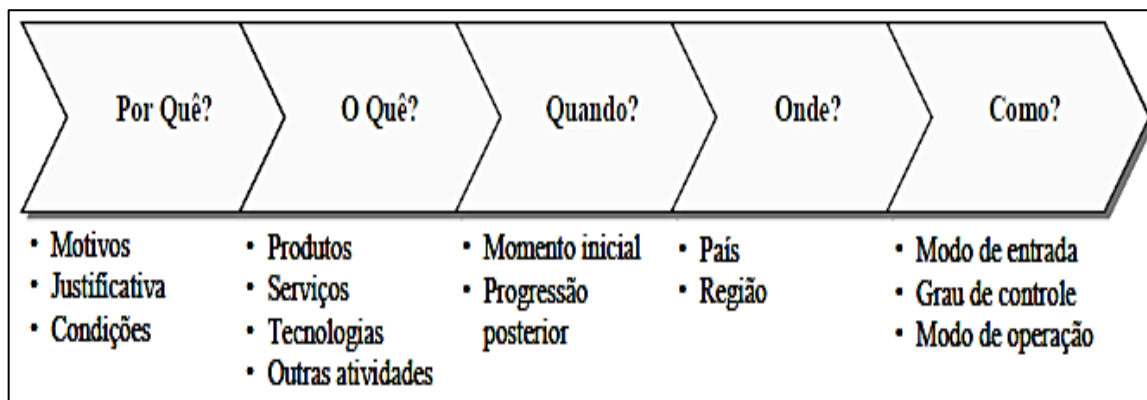 Por Quê?
O Quê?
Quando?
Onde?
Como?
• Motivos
• Justificativa
• Condições
• Produtos
• Serviços
• Tecnologias
• Outras atividades
• Momento inicial
• Progressão
posterior
• País
• Região
• Modo de entrada
• Grau de controle
• Modo de operação